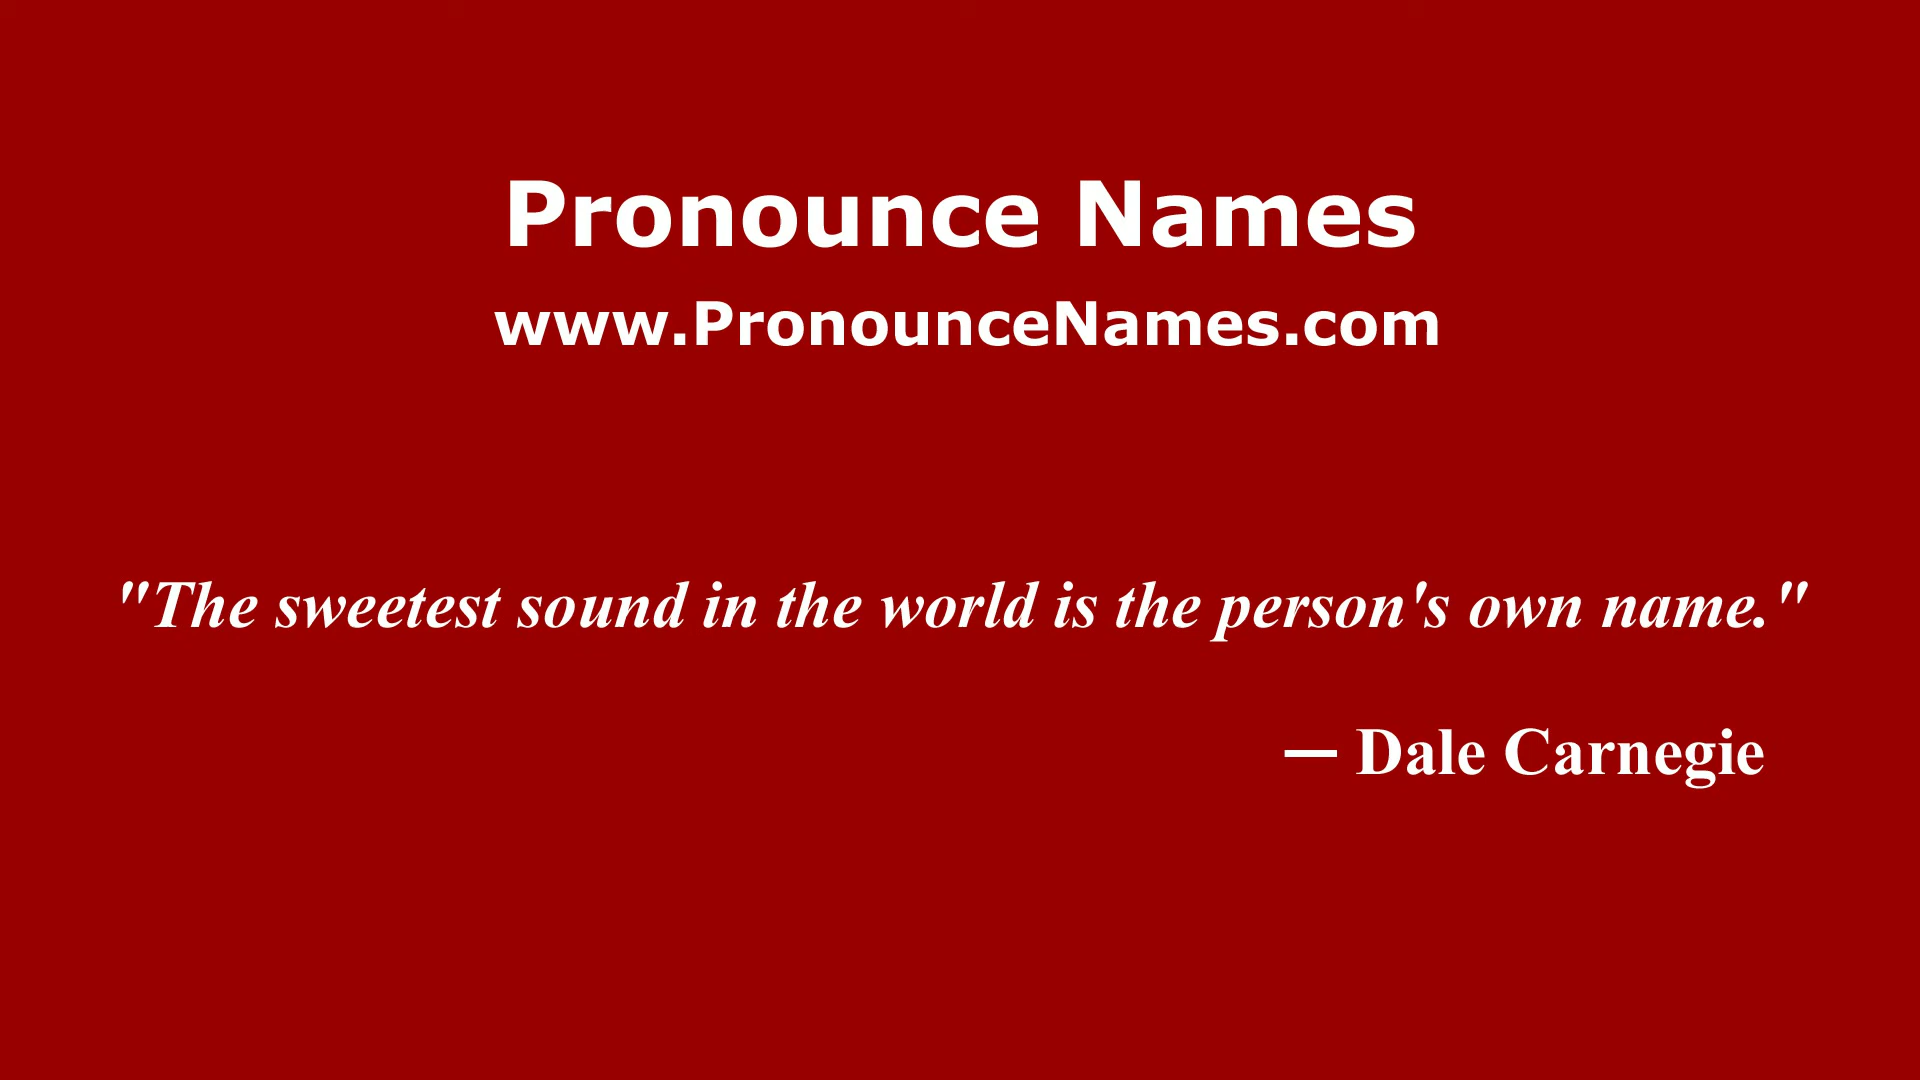 Pronounce Names
www.PronounceNames.com
"The sweetest sound in the world is the person's own name."
— Dale Carnegie